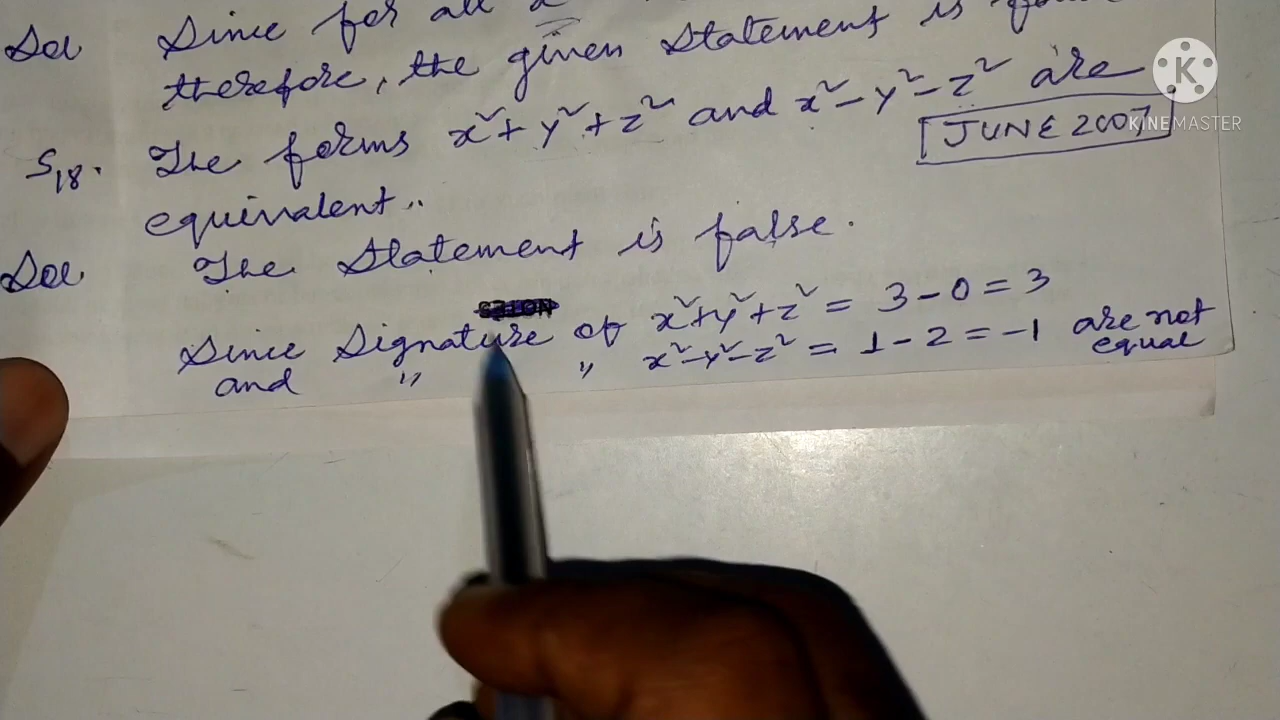 Sol Since for all
therefore, the given Statement is
S18. The forms x²+y²+z² and x²-y²-z² are
JUNE 2007
equivalent.
Sol The Statement is false.
Since Signature of x²+y²+z² = 3-0 = 3
and " " x²-y²-z² = 1-2 = -1 are not equal
K
KINEMASTER